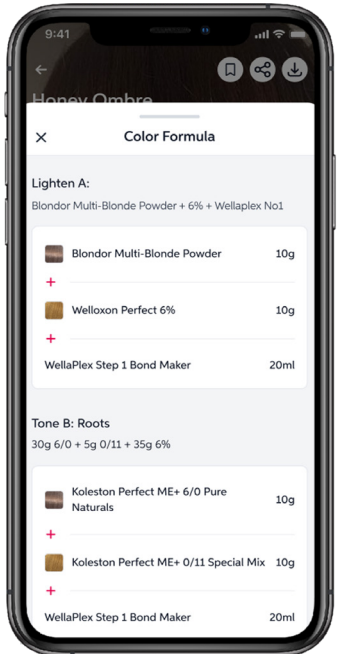 9:41
Honey Ombre
Color Formula
Lighten A:
Blondor Multi-Blonde Powder + 6% + Wellaplex No1
Blondor Multi-Blonde Powder 10g
+
Welloxon Perfect 6% 10g
+
WellaPlex Step 1 Bond Maker 20ml
Tone B: Roots
30g 6/0 + 5g 0/11 + 35g 6%
Koleston Perfect ME+ 6/0 Pure
Naturals 10g
+
Koleston Perfect ME+ 0/11 Special Mix 10g
+
WellaPlex Step 1 Bond Maker 20ml